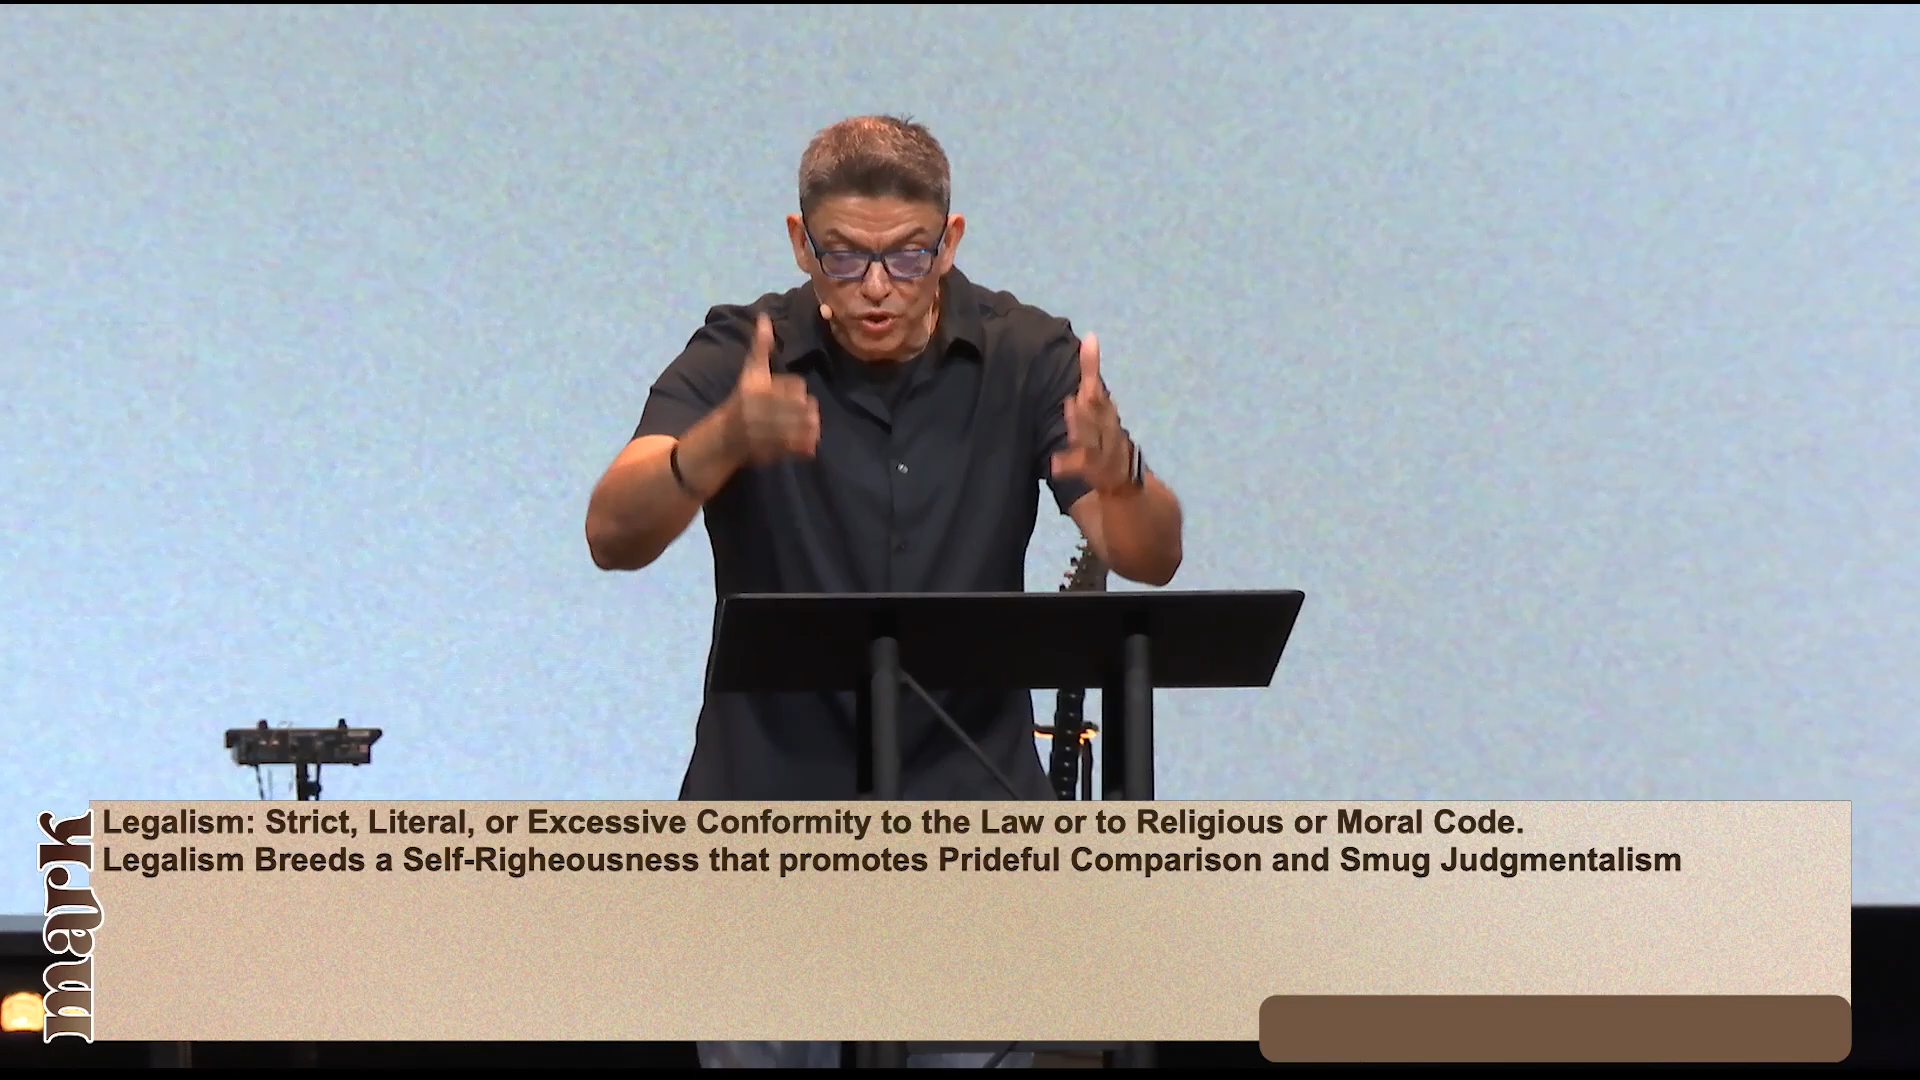 Legalism: Strict, Literal, or Excessive Conformity to the Law or to Religious or Moral Code.
Legalism Breeds a Self-Righeousness that promotes Prideful Comparison and Smug Judgmentalism
mark